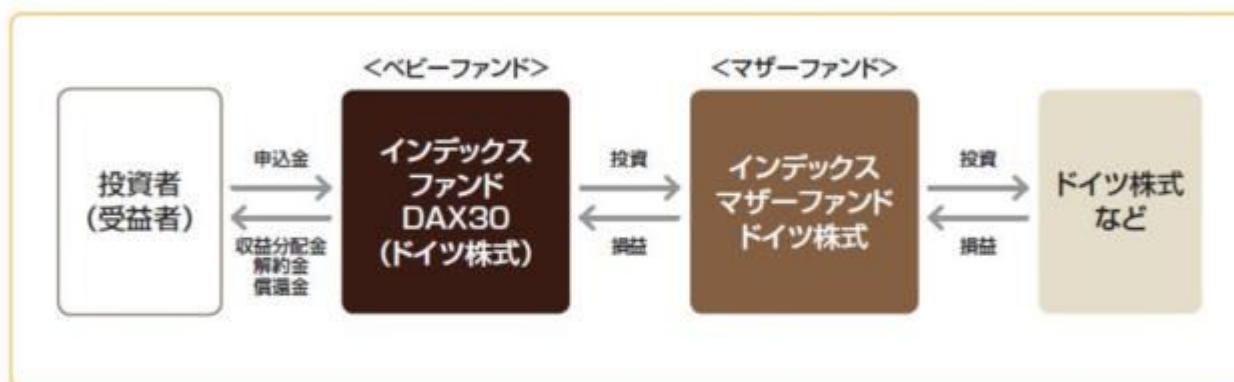 <ベビーファンド>
<マザーファンド>
投資者
(受益者)
申込金
収益分配金
解約金
償還金
インデックス
ファンド
DAX30
(ドイツ株式)
投資
損益
インデックス
マザーファンド
ドイツ株式
投資
損益
ドイツ株式
など